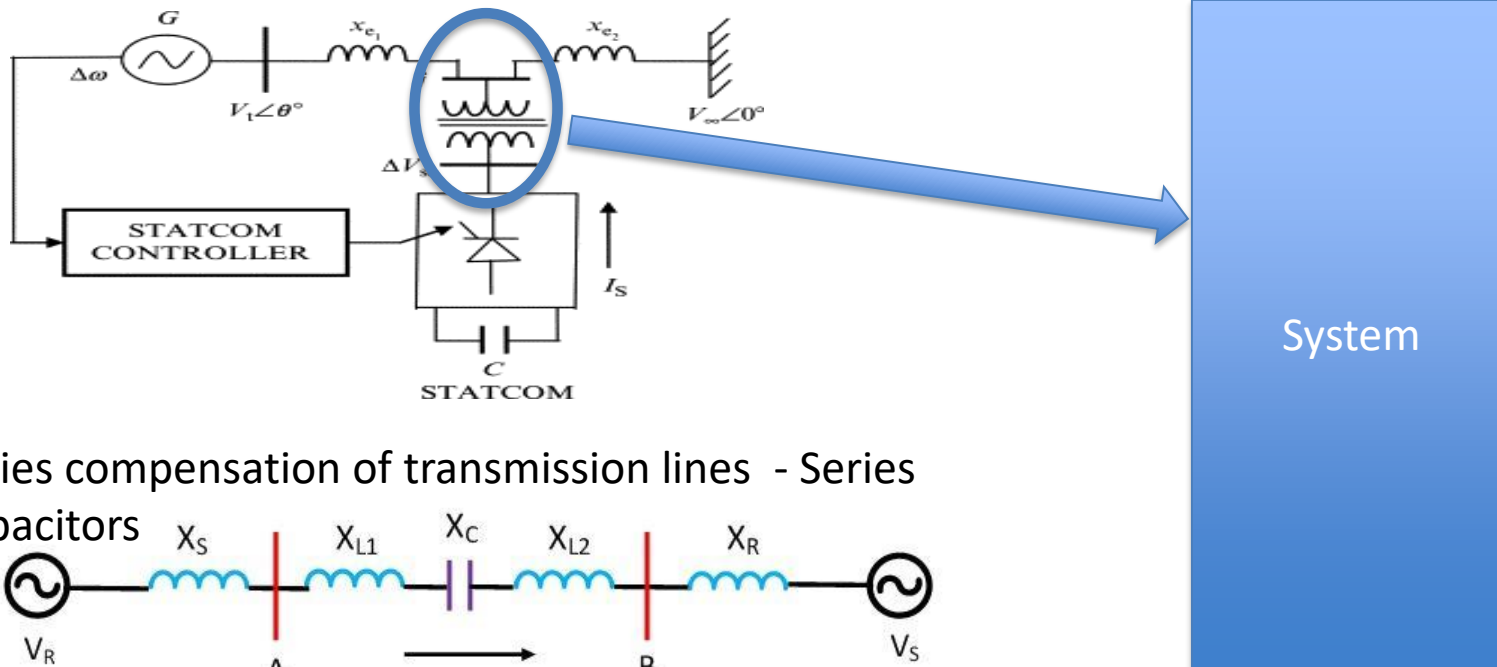 G
x_e1
x_e2
Δω
V_t∠θ°
V_∞∠0°
ΔV_s
STATCOM
CONTROLLER
I_S
C
STATCOM
System
ies compensation of transmission lines - Series
pacitors
X_S
X_L1
X_C
X_L2
X_R
V_R
V_S
A
B